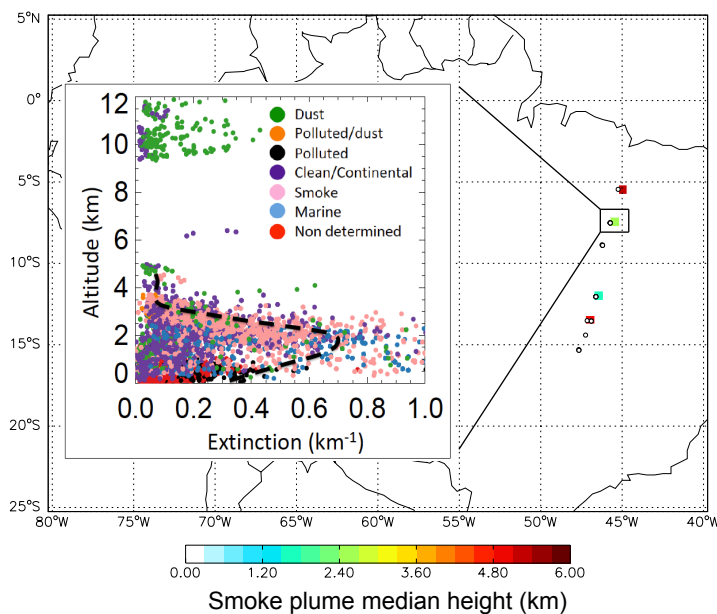 5°N
0°
5°S
10°S
15°S
20°S
25°S
80°W 75°W 70°W 65°W 60°W 55°W 50°W 45°W 40°W
12
10
8
6
4
2
0
Altitude (km)
Dust
Polluted/dust
Polluted
Clean/Continental
Smoke
Marine
Non determined
0.0 0.2 0.4 0.6 0.8 1.0
Extinction (km-1)
0.00 1.20 2.40 3.60 4.80 6.00
Smoke plume median height (km)